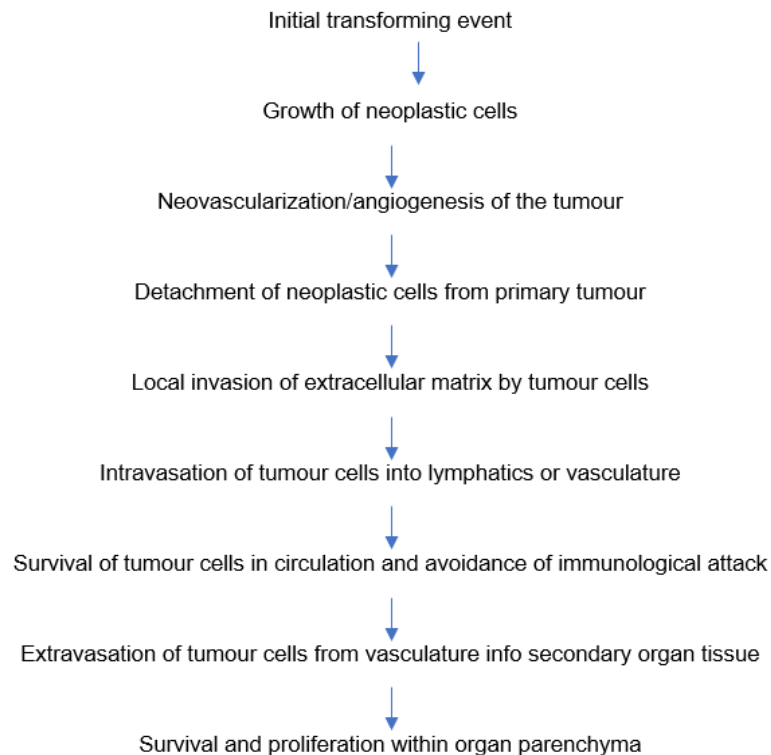 Initial transforming event
Growth of neoplastic cells
Neovascularization/angiogenesis of the tumour
Detachment of neoplastic cells from primary tumour
Local invasion of extracellular matrix by tumour cells
Intravasation of tumour cells into lymphatics or vasculature
Survival of tumour cells in circulation and avoidance of immunological attack
Extravasation of tumour cells from vasculature info secondary organ tissue
Survival and proliferation within organ parenchyma